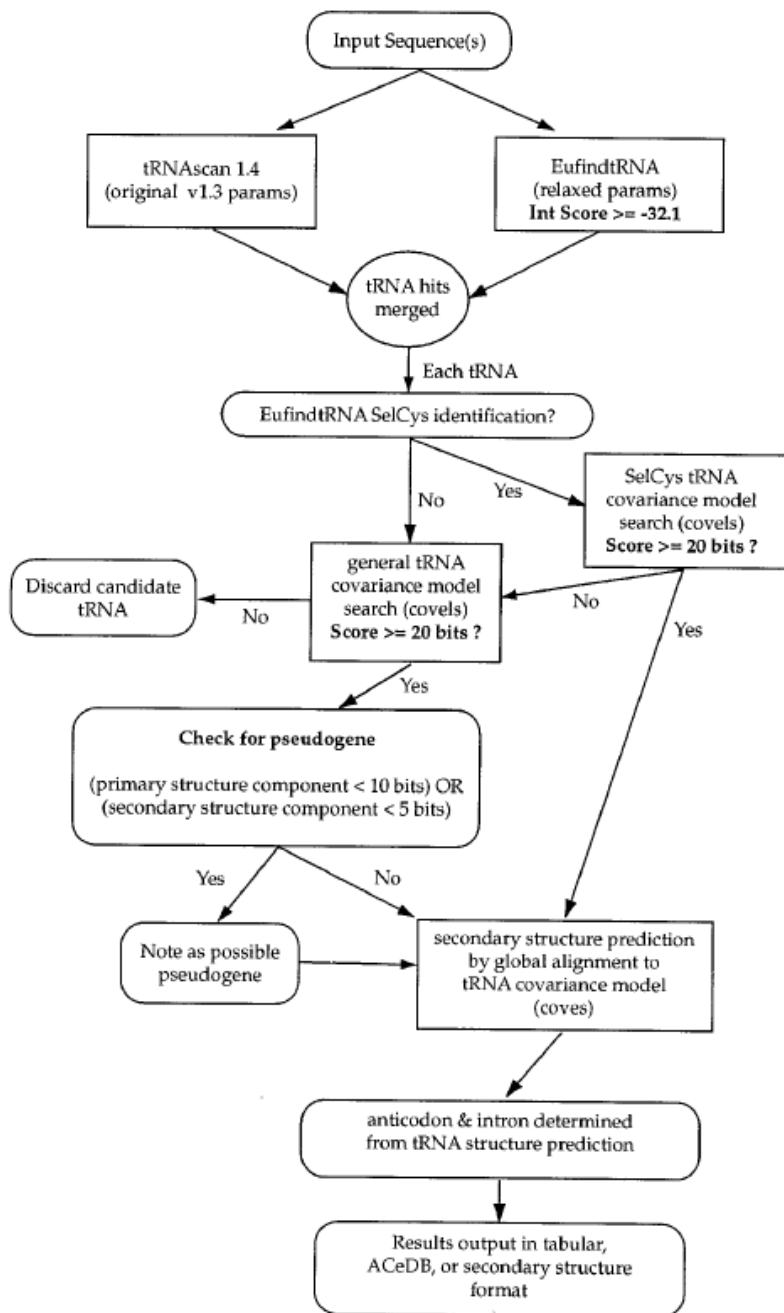 Input Sequence(s)
tRNAscan 1.4
(original v1.3 params)
EufindtRNA
(relaxed params)
Int Score >= -32.1
tRNA hits
merged
Each tRNA
EufindtRNA SelCys identification?
No
Yes
SelCys tRNA
covariance model
search (covels)
Score >= 20 bits ?
general tRNA
covariance model
search (covels)
Score >= 20 bits ?
Discard candidate
tRNA
No
No
Yes
Yes
Check for pseudogene
(primary structure component < 10 bits) OR
(secondary structure component < 5 bits)
Yes
No
Note as possible
pseudogene
secondary structure prediction
by global alignment to
tRNA covariance model
(coves)
anticodon & intron determined
from tRNA structure prediction
Results output in tabular,
ACeDB, or secondary structure
format